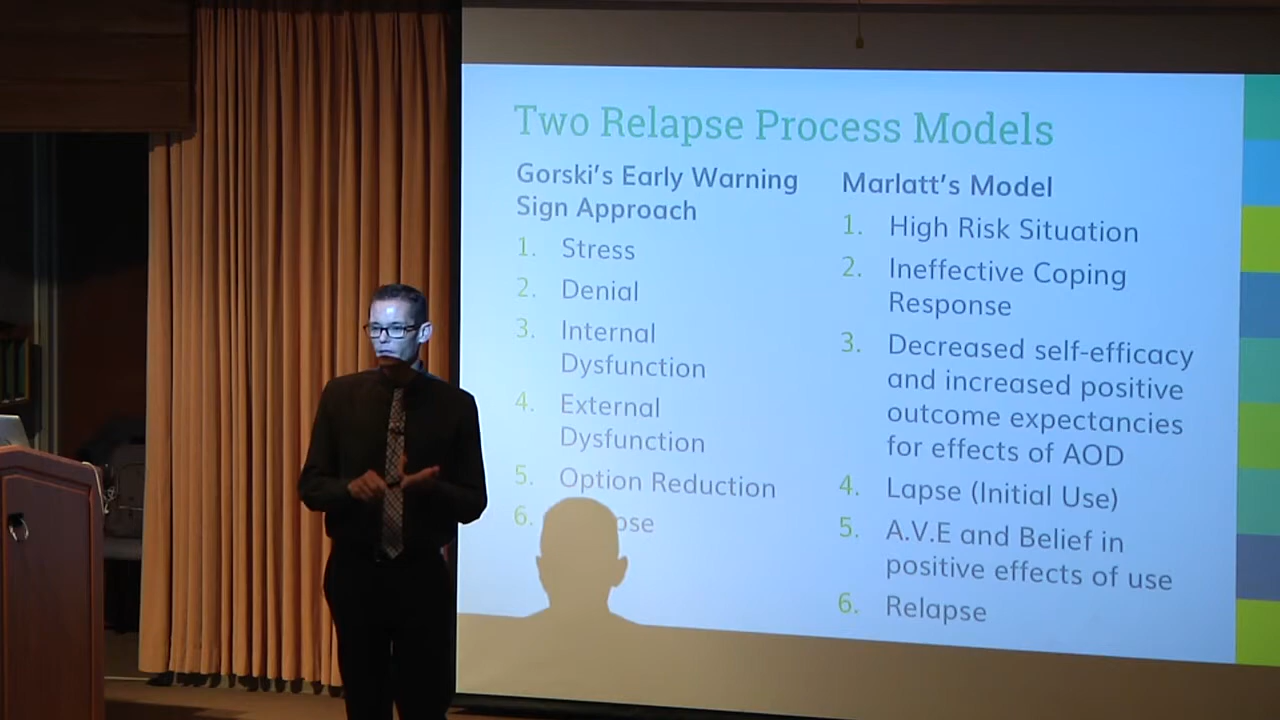 Two Relapse Process Models
Gorski's Early Warning
Sign Approach
1. Stress
2. Denial
3. Internal
Dysfunction
4. External
Dysfunction
5. Option Reduction
6.
Marlatt's Model
1. High Risk Situation
2. Ineffective Coping
Response
3. Decreased self-efficacy
and increased positive
outcome expectancies
for effects of AOD
4. Lapse (Initial Use)
5. A.V.E and Belief in
positive effects of use
6. Relapse